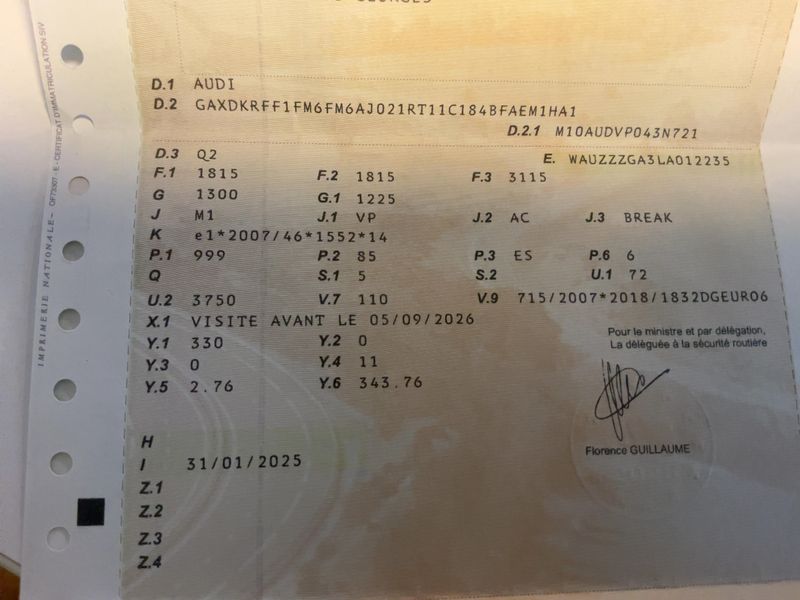 D.1 AUDI
D.2 GAXDKRFF1FM6FM6AJ021RT11C184BFAEM1HA1
D.2.1 M10AUDVP043N721
D.3 Q2 E. WAUZZZGA3LA012235
F.1 1815 F.2 1815 F.3 3115
G 1300 G.1 1225
J M1 J.1 VP J.2 AC J.3 BREAK
K e1*2007/46*1552*14
P.1 999 P.2 85 P.3 ES P.6 6
Q S.1 5 S.2 U.1 72
U.2 3750 V.7 110 V.9 715/2007*2018/1832DGEURO6
X.1 VISITE AVANT LE 05/09/2026
Y.1 330 Y.2 0
Y.3 0 Y.4 11
Y.5 2.76 Y.6 343.76
Pour le ministre et par délégation,
La déléguée à la sécurité routière
Florence GUILLAUME
H
I 31/01/2025
Z.1
Z.2
Z.3
Z.4
IMPRIMERIE NATIONALE - E - CERTIFICAT D'IMMATRICULATION SIV